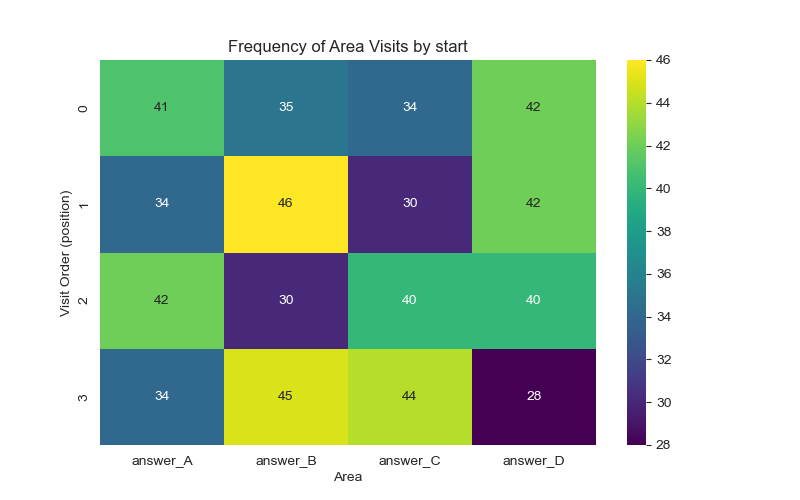 Frequency of Area Visits by start
0 41 35 34 42
1 34 46 30 42
2 42 30 40 40
3 34 45 44 28
Visit Order (position)
answer_A answer_B answer_C answer_D
Area
46
44
42
40
38
36
34
32
30
28